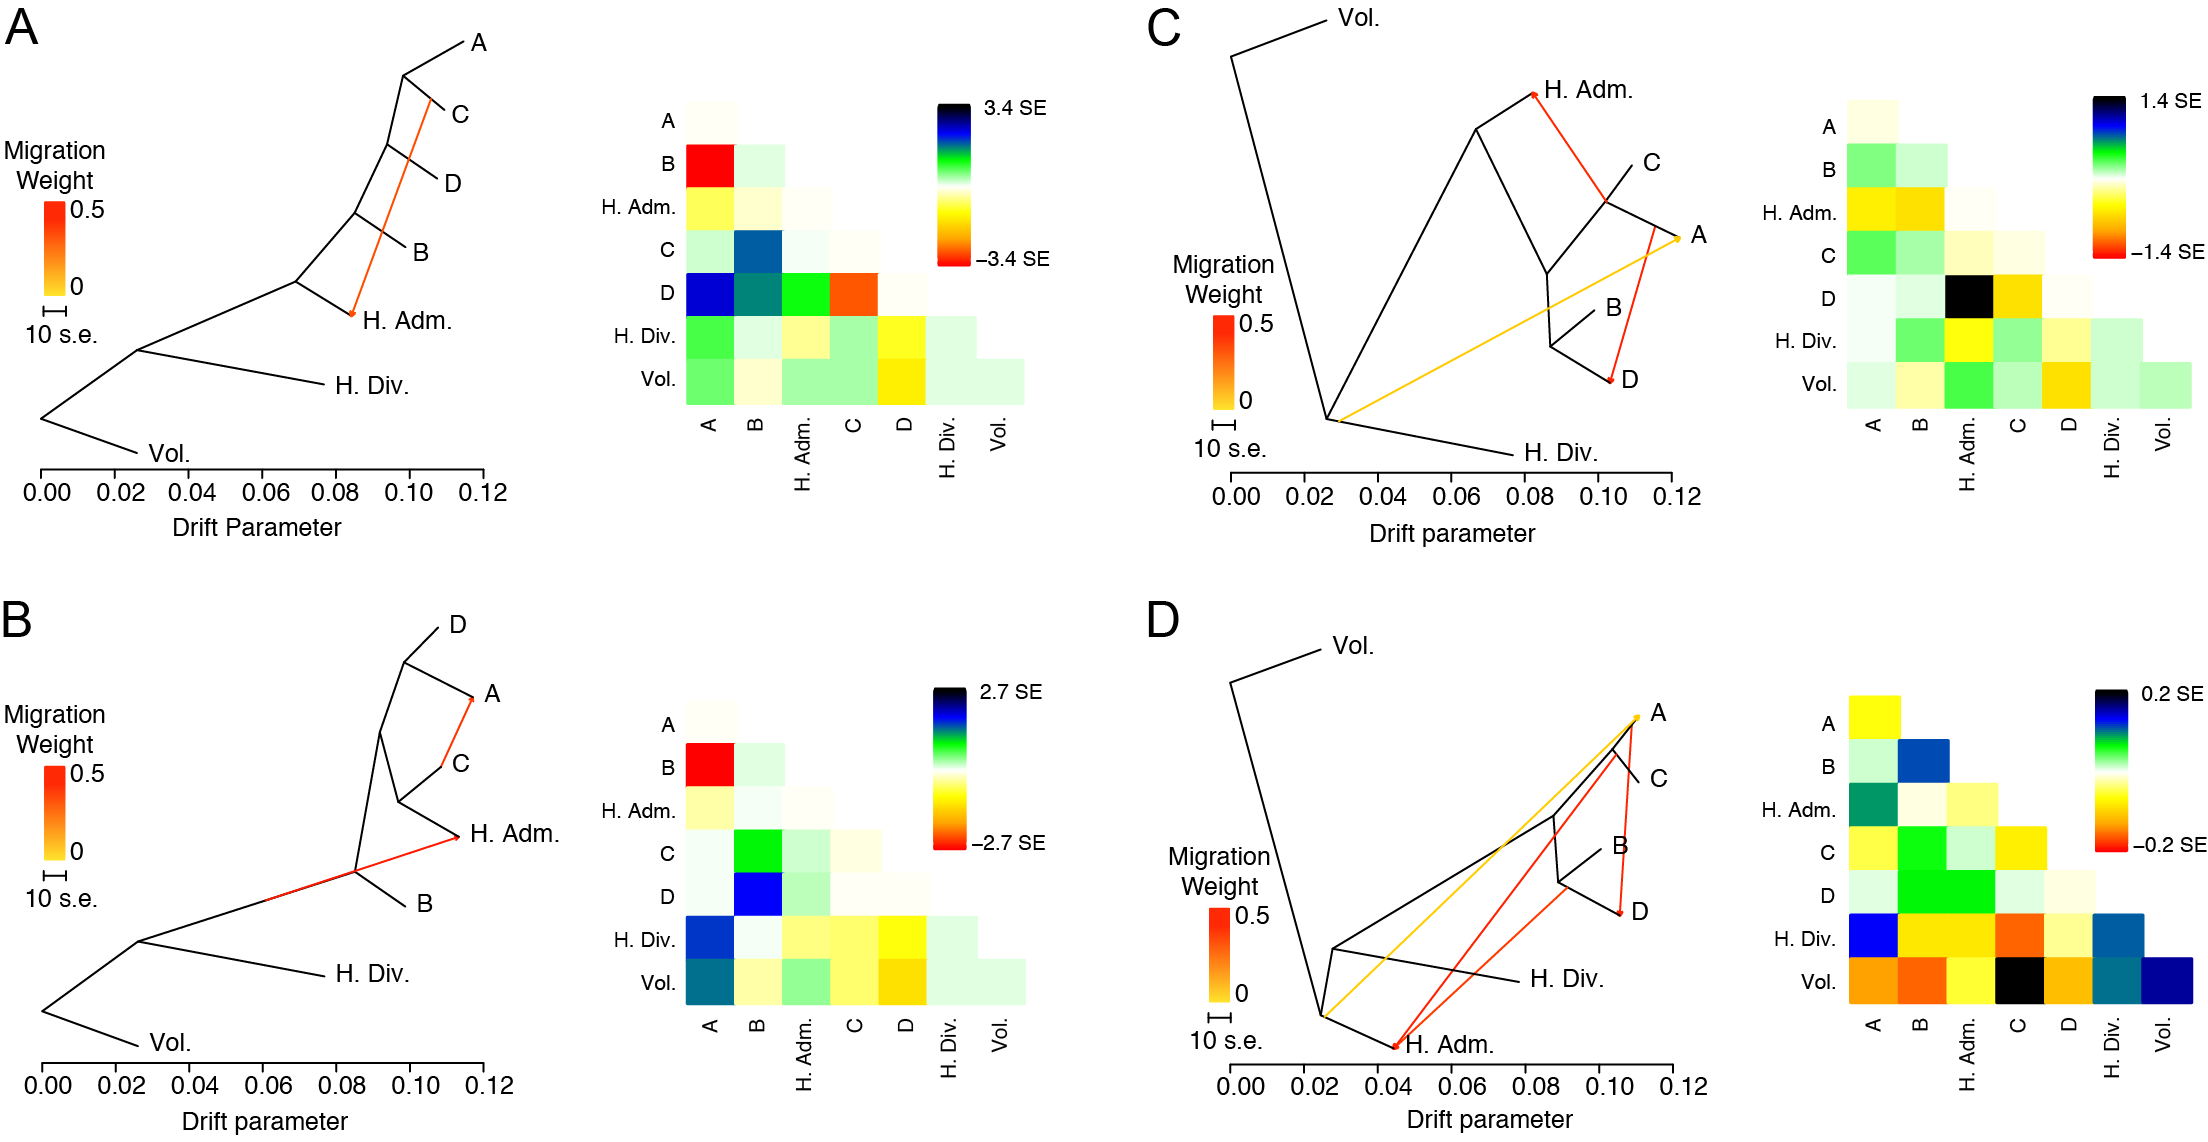 A
A
C
D
B
H. Adm.
H. Div.
Vol.
Migration
Weight
0.5
0
10 s.e.
0.00 0.02 0.04 0.06 0.08 0.10 0.12
Drift Parameter
A
B
H. Adm.
C
D
H. Div.
Vol.
A B H. Adm. C D H. Div. Vol.
3.4 SE
−3.4 SE
B
D
A
C
H. Adm.
B
H. Div.
Vol.
Migration
Weight
0.5
0
10 s.e.
0.00 0.02 0.04 0.06 0.08 0.10 0.12
Drift parameter
A
B
H. Adm.
C
D
H. Div.
Vol.
A B H. Adm. C D H. Div. Vol.
2.7 SE
−2.7 SE
C
Vol.
H. Adm.
C
A
B
D
H. Div.
Migration
Weight
0.5
0
10 s.e.
0.00 0.02 0.04 0.06 0.08 0.10 0.12
Drift parameter
A
B
H. Adm.
C
D
H. Div.
Vol.
A B H. Adm. C D H. Div. Vol.
1.4 SE
−1.4 SE
D
Vol.
A
C
B
D
H. Div.
H. Adm.
Migration
Weight
0.5
0
10 s.e.
0.00 0.02 0.04 0.06 0.08 0.10 0.12
Drift parameter
A
B
H. Adm.
C
D
H. Div.
Vol.
A B H. Adm. C D H. Div. Vol.
0.2 SE
−0.2 SE